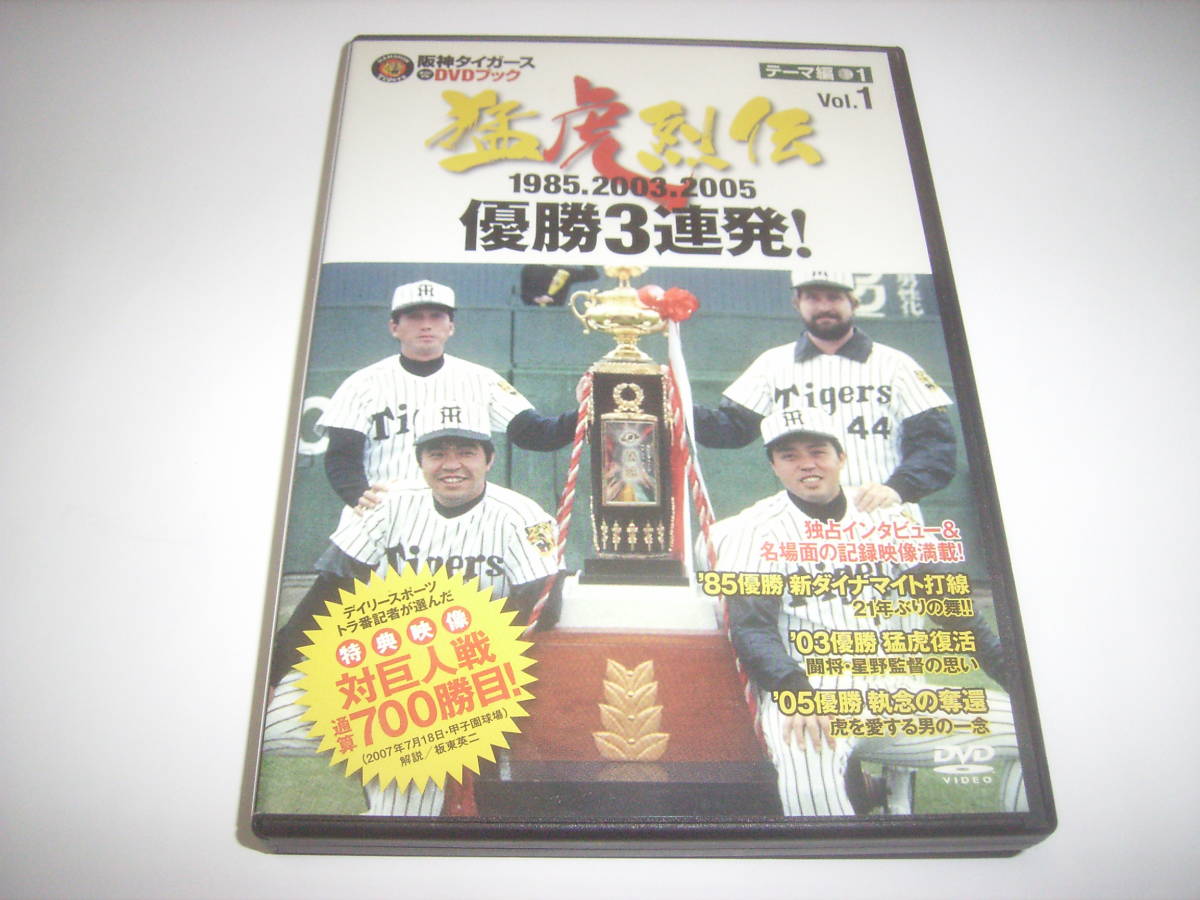 阪神タイガース
DVDブック
テーマ編 1
Vol.1
猛虎烈伝
1985.2003.2005
優勝3連発!
Tigers
Tigers
44
Tigers
独占インタビュー&
名場面の記録映像満載!
'85優勝 新ダイナマイト打線
21年ぶりの舞!!
'03優勝 猛虎復活
闘将・星野監督の思い
'05優勝 執念の奪還
虎を愛する男の一念
デイリースポーツ
トラ番記者が選んだ
特典映像
対巨人戦
通算700勝目!
(2007年7月18日・甲子園球場)
解説/板東英二
DVD
VIDEO